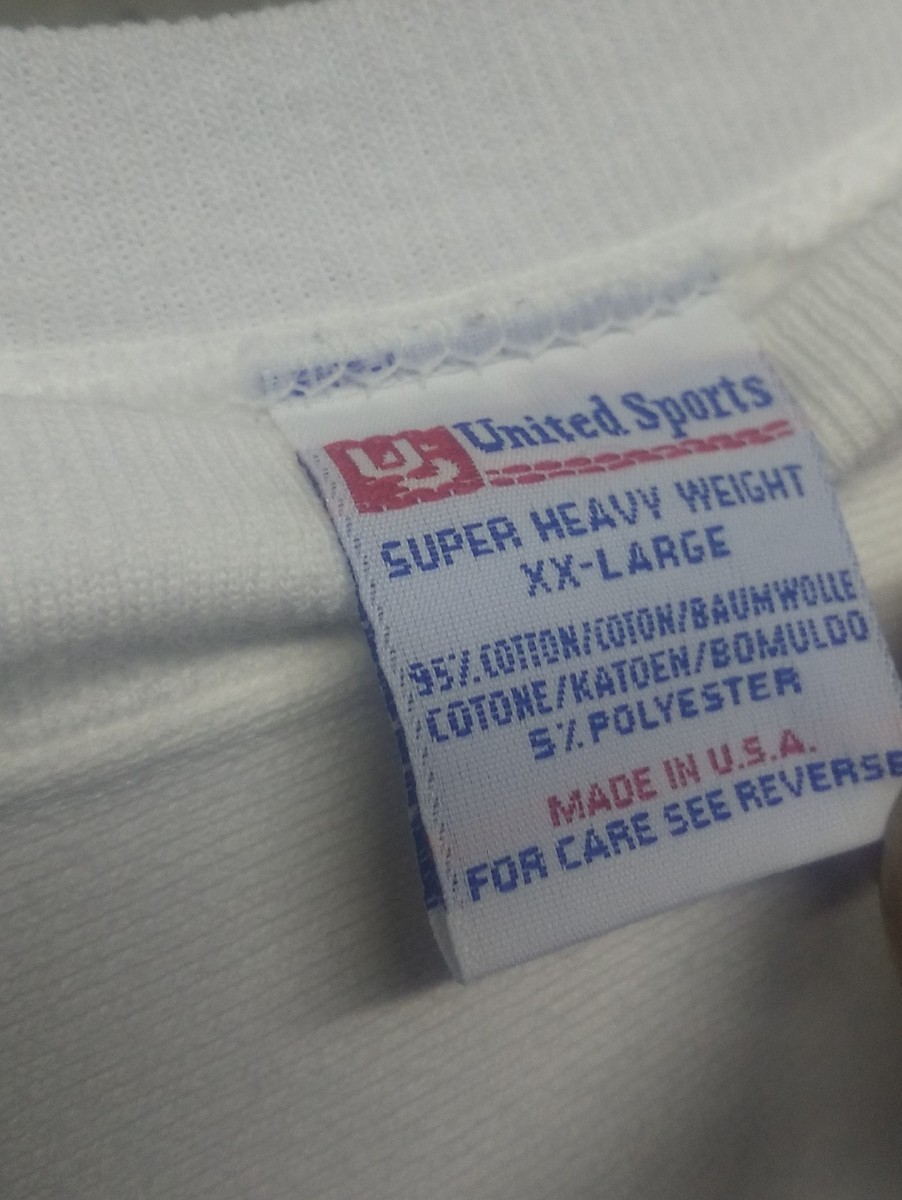 US United Sports
SUPER HEAVY WEIGHT
XX-LARGE
95% COTTON/COTON/BAUMWOLLE
COTONE/KATOEN/BOMULDO
5% POLYESTER
MADE IN U.S.A.
FOR CARE SEE REVERSE